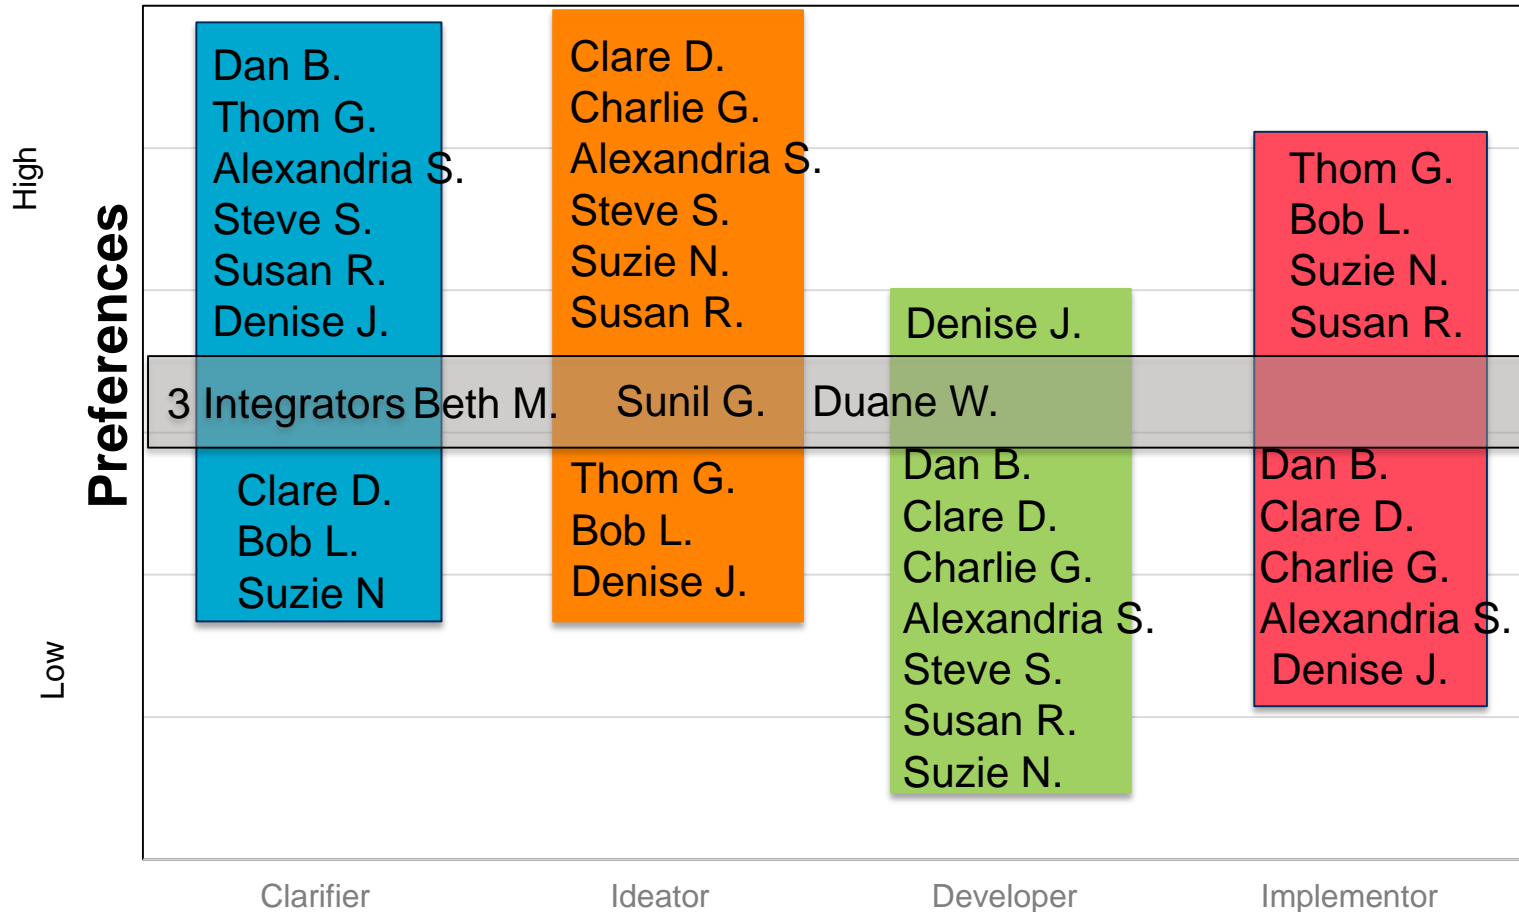 High
Preferences
Low
Dan B.
Thom G.
Alexandria S.
Steve S.
Susan R.
Denise J.
Clare D.
Charlie G.
Alexandria S.
Steve S.
Suzie N.
Susan R.
Denise J.
Thom G.
Bob L.
Suzie N.
Susan R.
3 Integrators Beth M. Sunil G. Duane W.
Clare D.
Bob L.
Suzie N
Thom G.
Bob L.
Denise J.
Dan B.
Clare D.
Charlie G.
Alexandria S.
Steve S.
Susan R.
Suzie N.
Dan B.
Clare D.
Charlie G.
Alexandria S.
Denise J.
Clarifier Ideator Developer Implementor